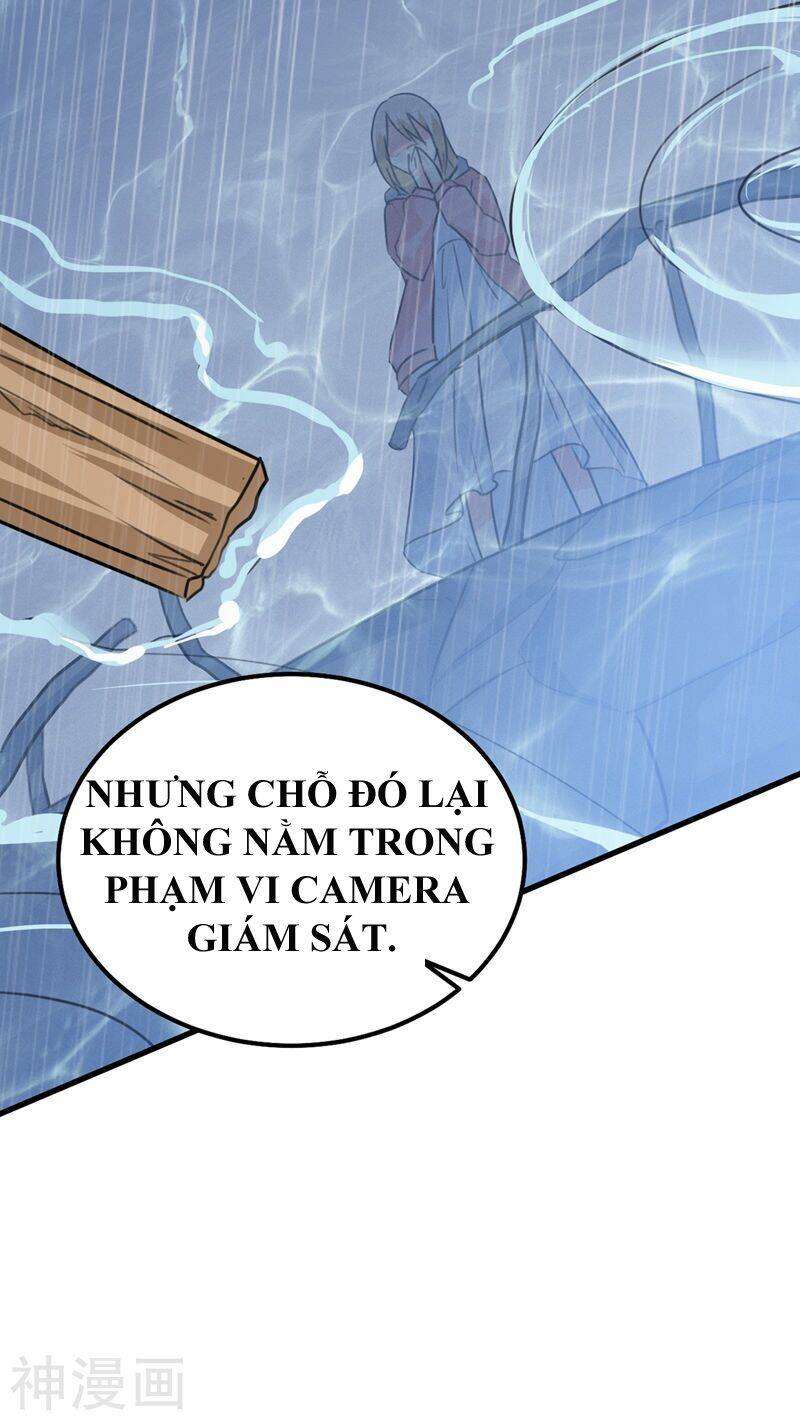 NHƯNG CHỖ ĐÓ LẠI
KHÔNG NẰM TRONG
PHẠM VI CAMERA
GIÁM SÁT.
神漫画